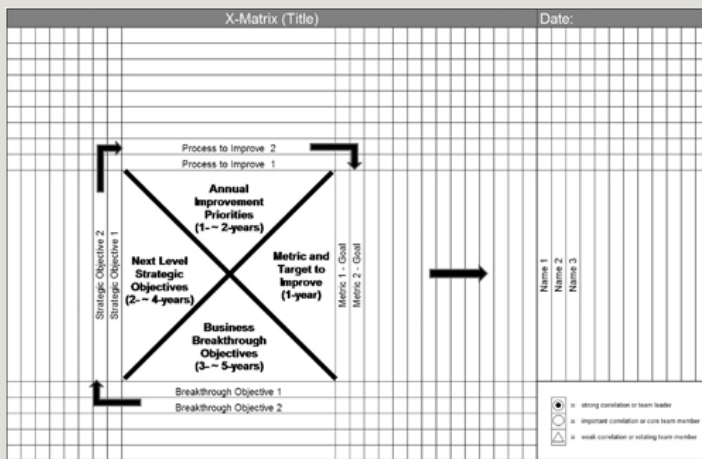 X-Matrix (Title)
Date:
Process to Improve 2
Process to Improve 1
Strategic Objective 2
Strategic Objective 1
Annual
Improvement
Priorities
(1- ~ 2-years)
Next Level
Strategic
Objectives
(2- ~ 4-years)
Metric and
Target to
Improve
(1-year)
Business
Breakthrough
Objectives
(3- ~ 5-years)
Metric 1 - Goal
Metric 2 - Goal
Name 1
Name 2
Name 3
Breakthrough Objective 1
Breakthrough Objective 2
= strong correlation or team leader
= important correlation or core team member
= weak correlation or rotating team member